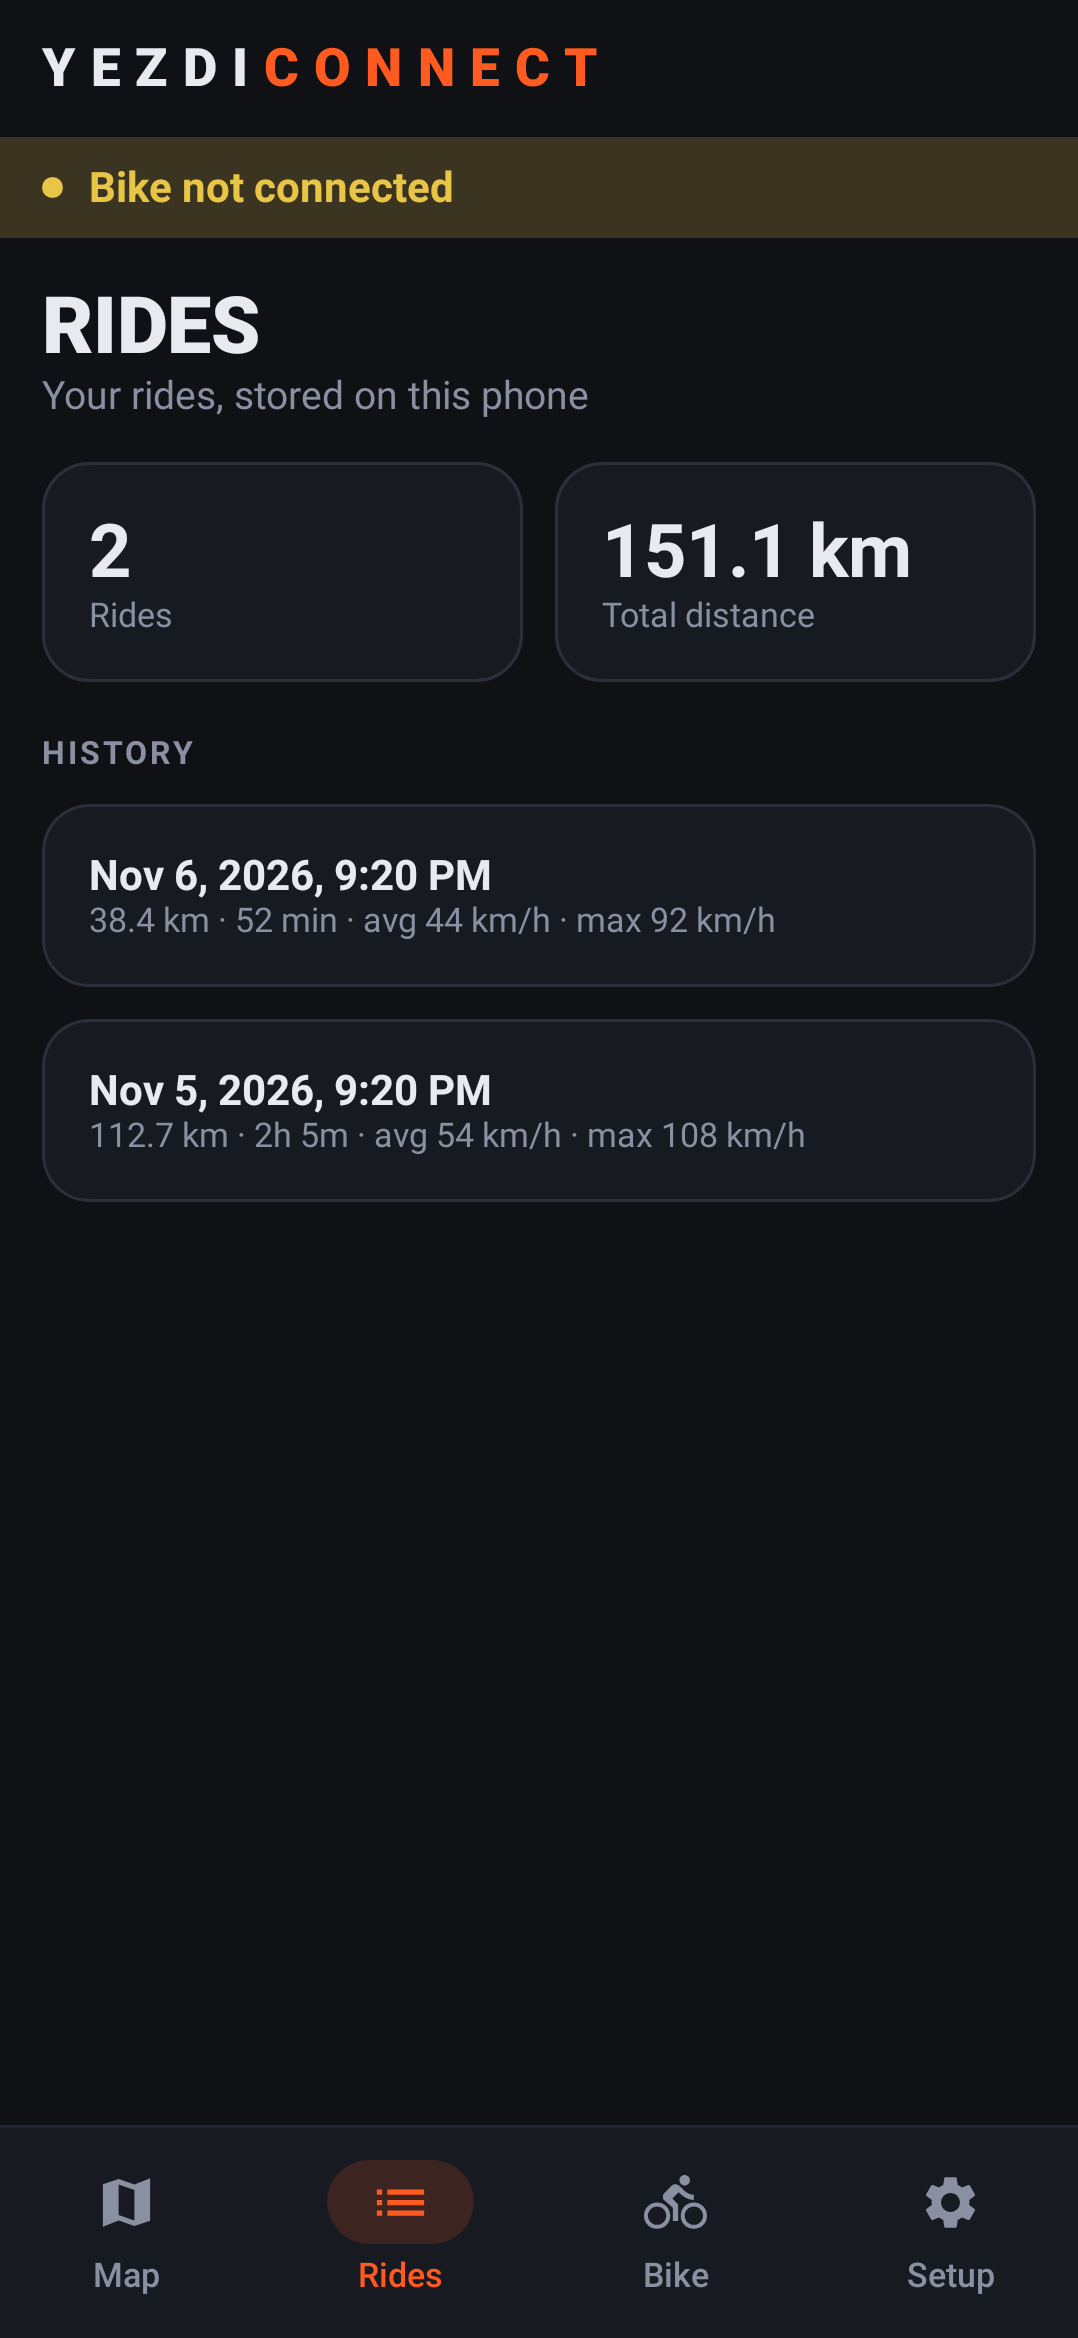 YEZDICONNECT
Bike not connected
RIDES
Your rides, stored on this phone
2
Rides
151.1 km
Total distance
HISTORY
Nov 6, 2026, 9:20 PM
38.4 km · 52 min · avg 44 km/h · max 92 km/h
Nov 5, 2026, 9:20 PM
112.7 km · 2h 5m · avg 54 km/h · max 108 km/h
Map
Rides
Bike
Setup